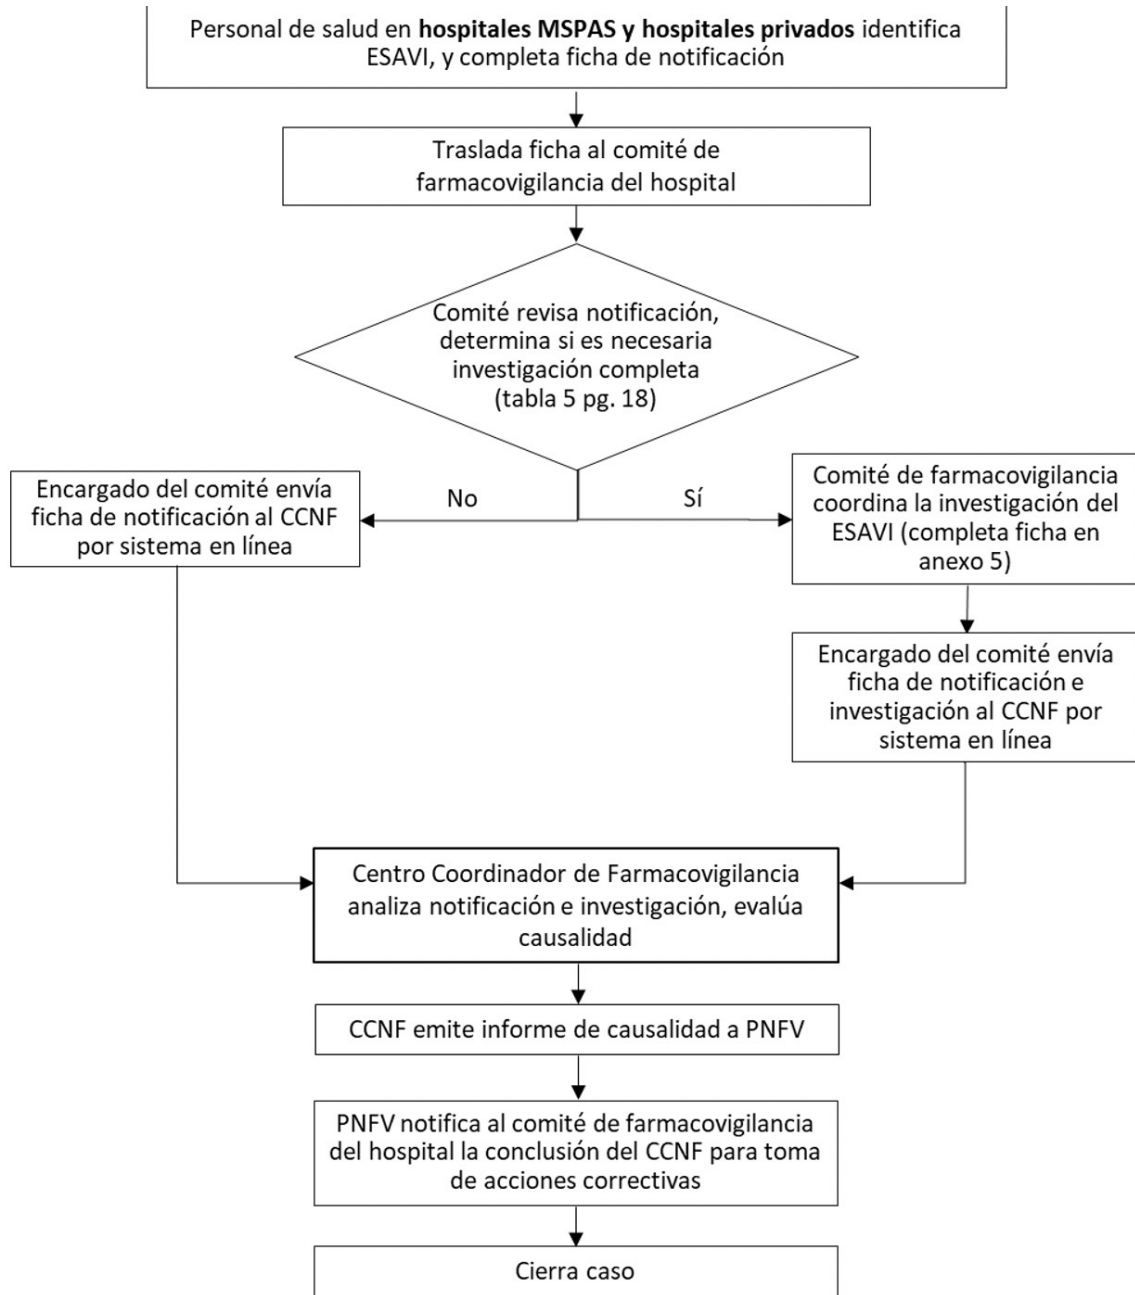 Personal de salud en hospitales MSPAS y hospitales privados identifica
ESAVI, y completa ficha de notificación
Traslada ficha al comité de
farmacovigilancia del hospital
Comité revisa notificación,
determina si es necesaria
investigación completa
(tabla 5 pg. 18)
No
Sí
Encargado del comité envía
ficha de notificación al CCNF
por sistema en línea
Comité de farmacovigilancia
coordina la investigación del
ESAVI (completa ficha en
anexo 5)
Encargado del comité envía
ficha de notificación e
investigación al CCNF por
sistema en línea
Centro Coordinador de Farmacovigilancia
analiza notificación e investigación, evalúa
causalidad
CCNF emite informe de causalidad a PNFV
PNFV notifica al comité de farmacovigilancia
del hospital la conclusión del CCNF para toma
de acciones correctivas
Cierra caso